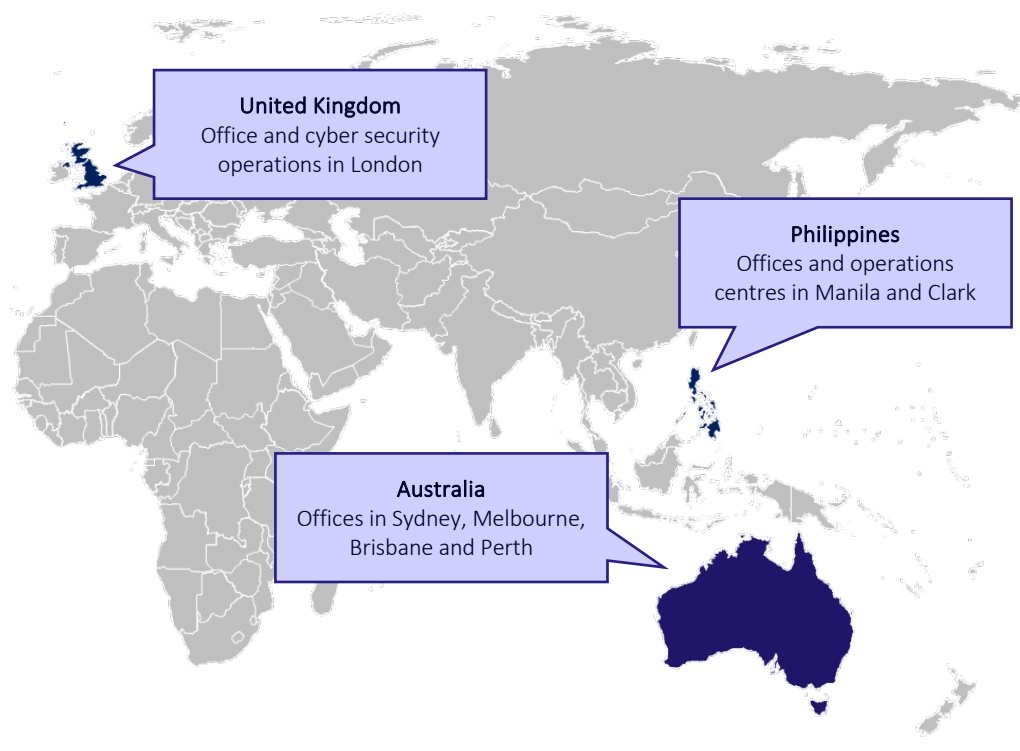 United Kingdom
Office and cyber security
operations in London
Philippines
Offices and operations
centres in Manila and Clark
Australia
Offices in Sydney, Melbourne,
Brisbane and Perth